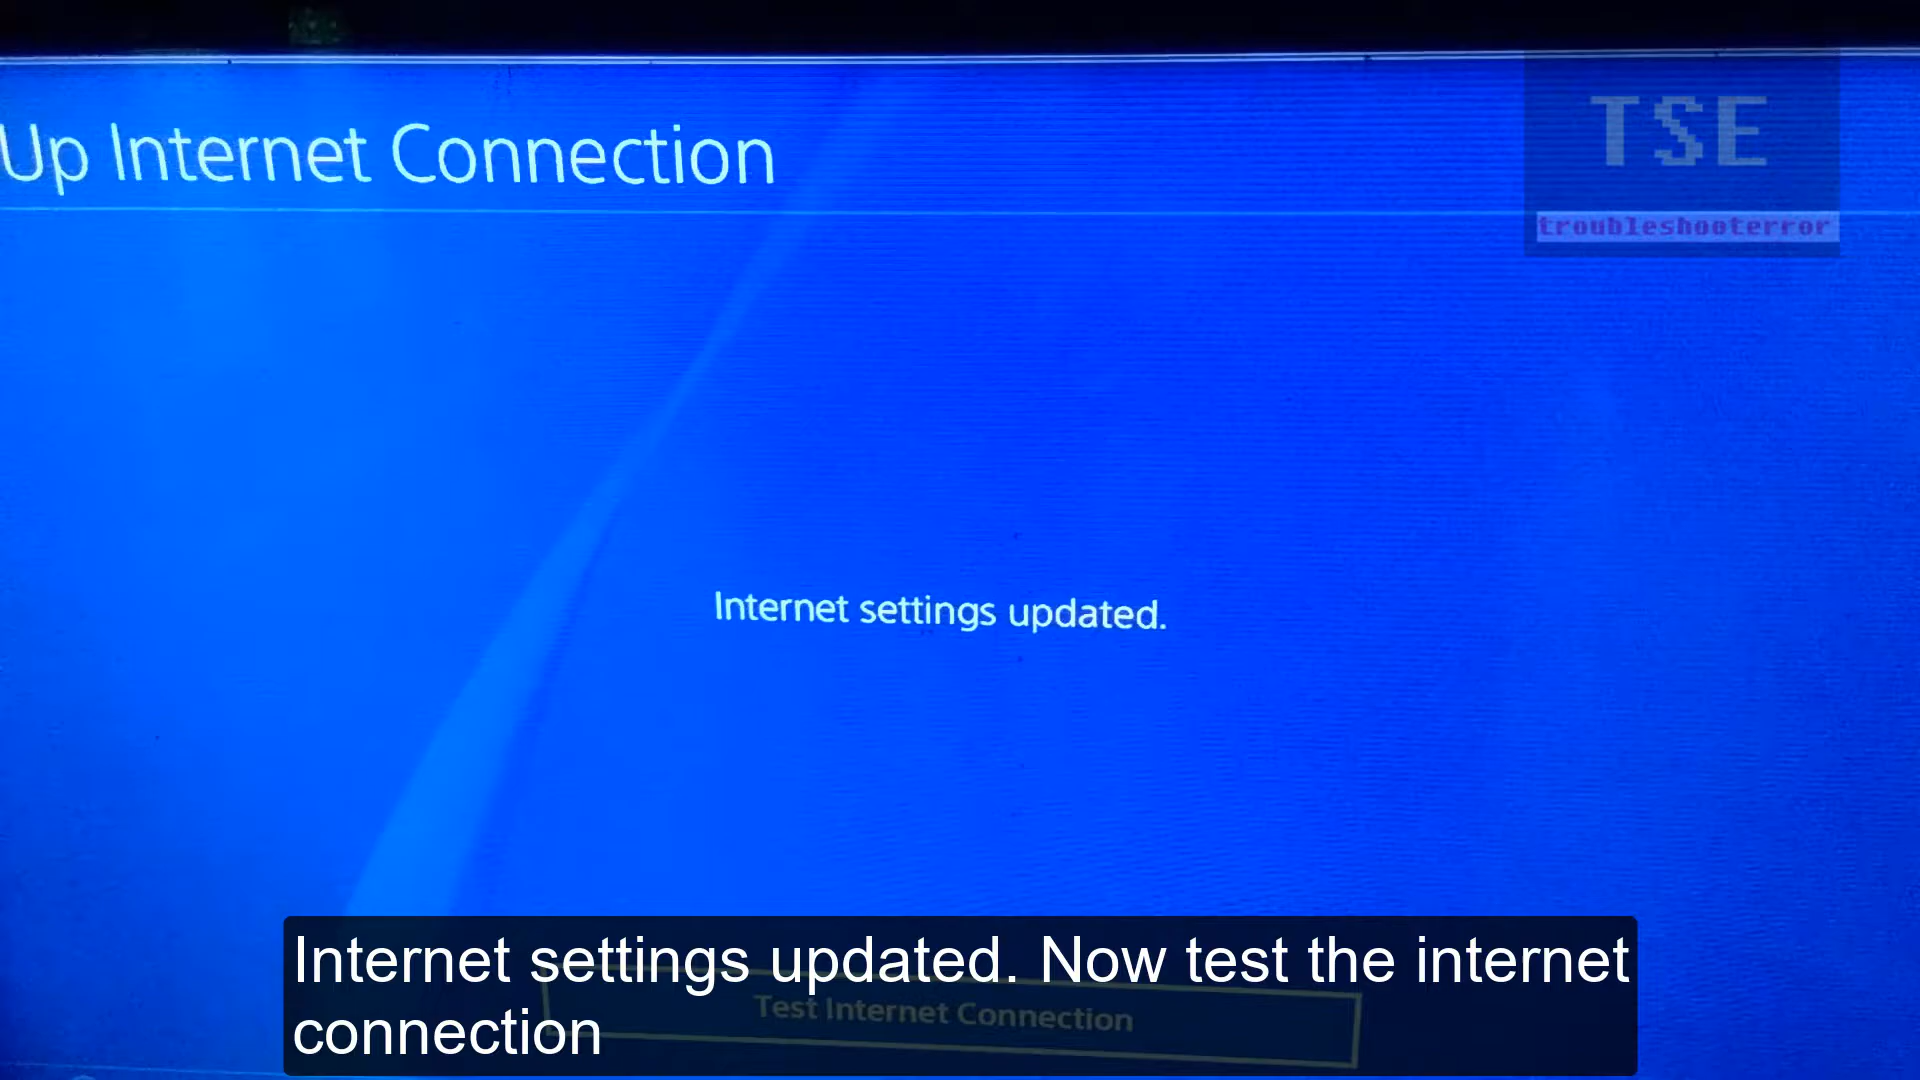 Up Internet Connection
TSE
troubleshooterror
Internet settings updated.
Internet settings updated. Now test the internet
connection
Test Internet Connection